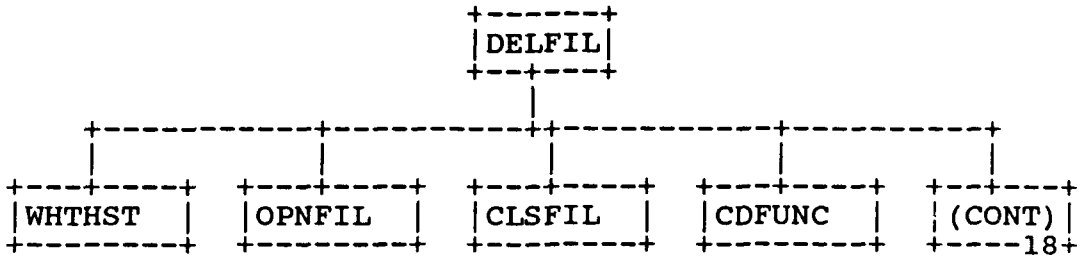 DELFIL
WHTHST OPNFIL CLSFIL CDFUNC (CONT)
18